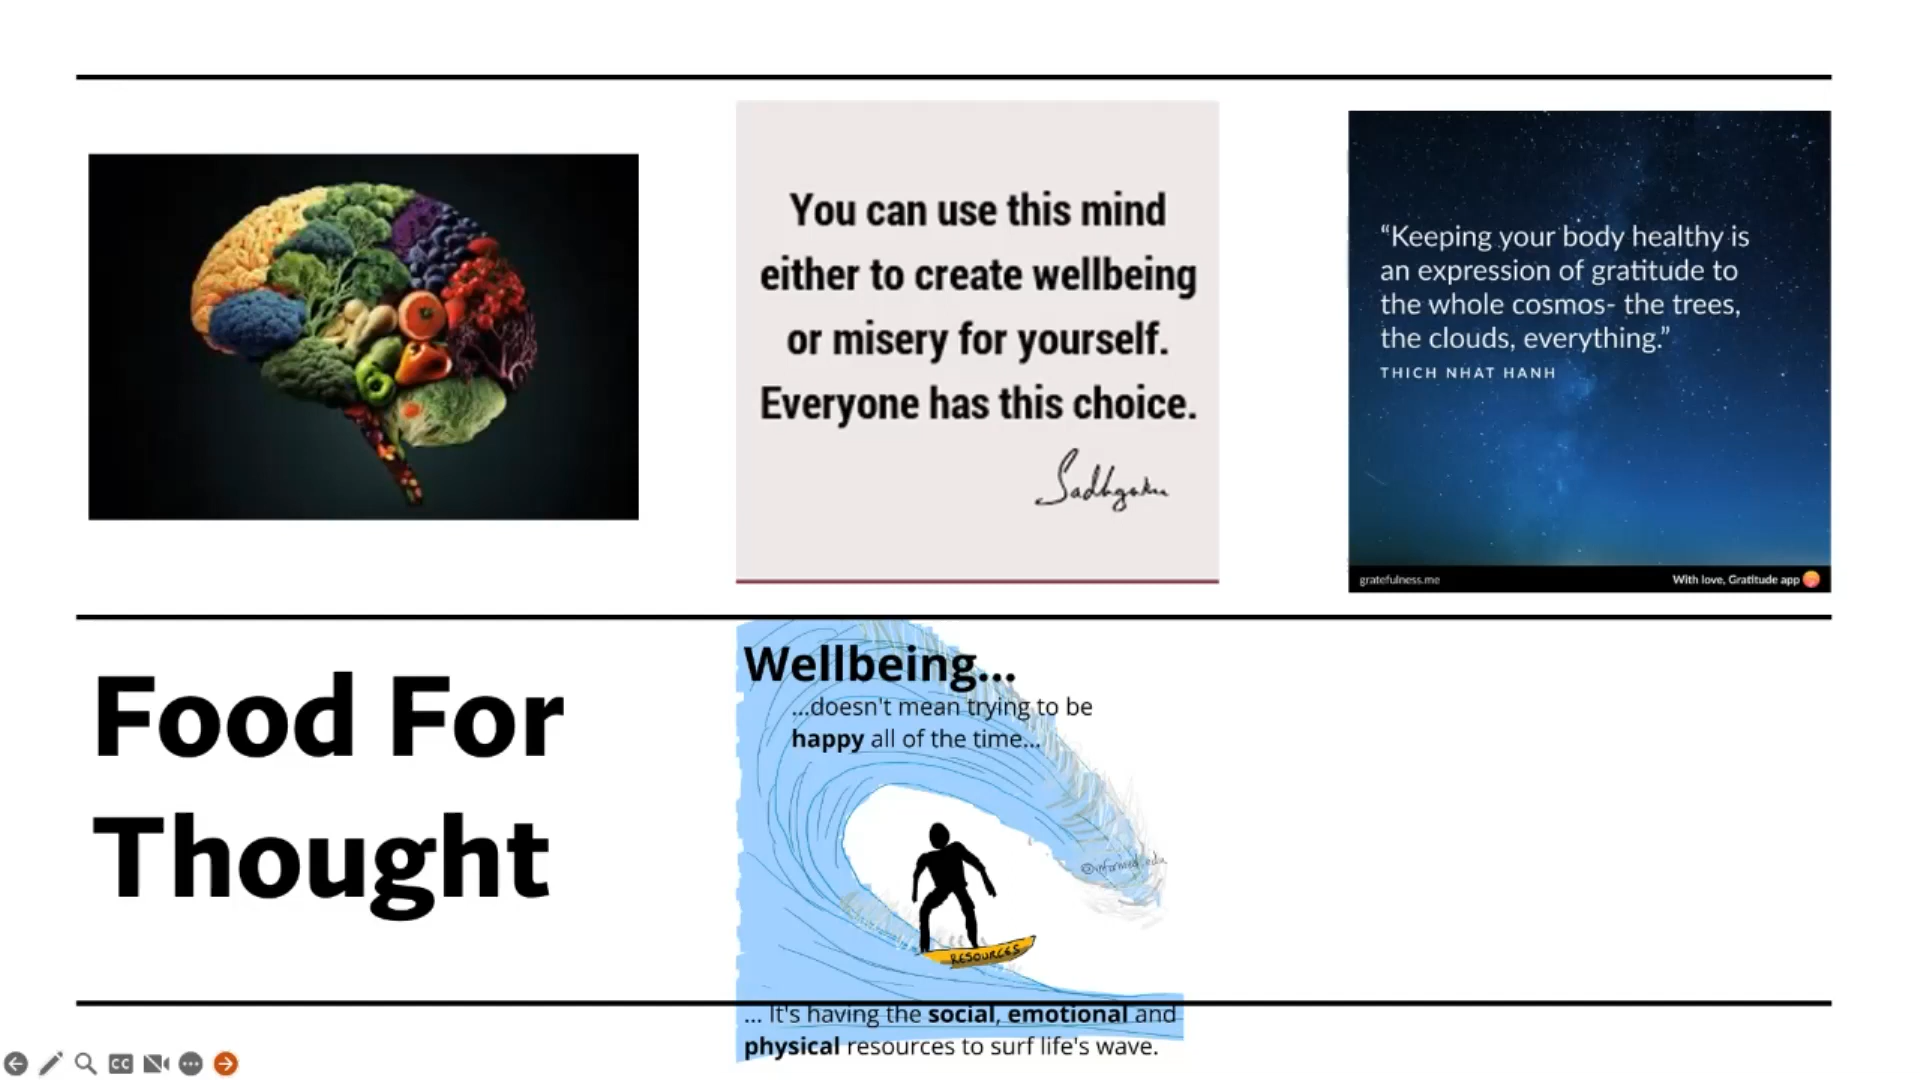 You can use this mind
either to create wellbeing
or misery for yourself.
Everyone has this choice.
Sadhguru
“Keeping your body healthy is
an expression of gratitude to
the whole cosmos- the trees,
the clouds, everything.”
THICH NHAT HANH
gratefulness.me
With love, Gratitude app
Food For
Thought
Wellbeing...
...doesn't mean trying to be
happy all of the time...
@informed_edu
RESOURCES
... It's having the social, emotional and
physical resources to surf life's wave.
CC